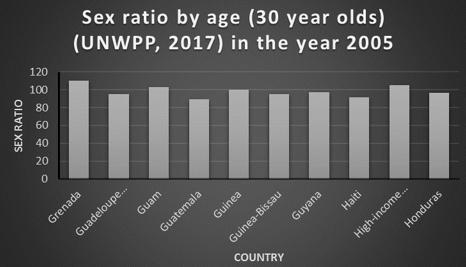 Sex ratio by age (30 year olds)
(UNWPP, 2017) in the year 2005
120
100
80
60
40
20
0
SEX RATIO
Grenada
Guadeloupe...
Guam
Guatemala
Guinea
Guinea-Bissau
Guyana
Haiti
High-income...
Honduras
COUNTRY